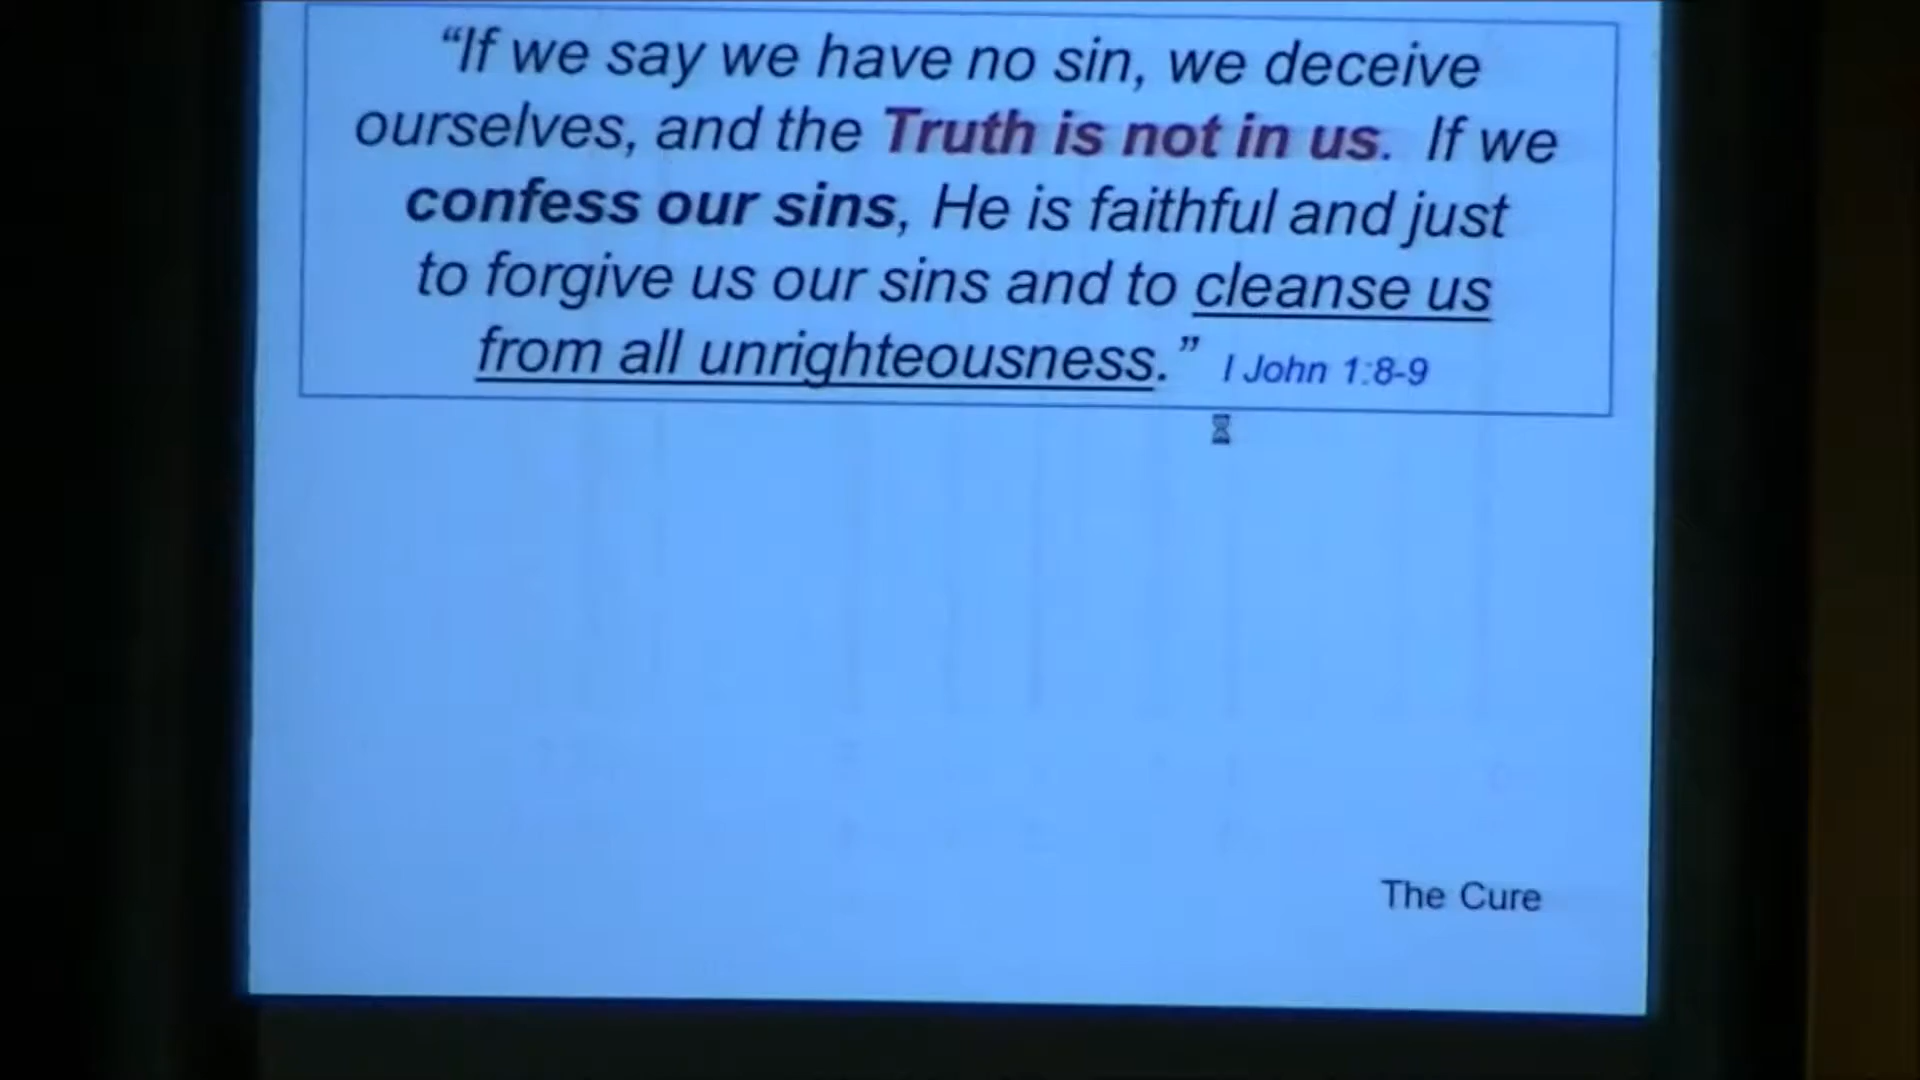 “If we say we have no sin, we deceive
ourselves, and the Truth is not in us. If we
confess our sins, He is faithful and just
to forgive us our sins and to cleanse us
from all unrighteousness.” I John 1:8-9
The Cure